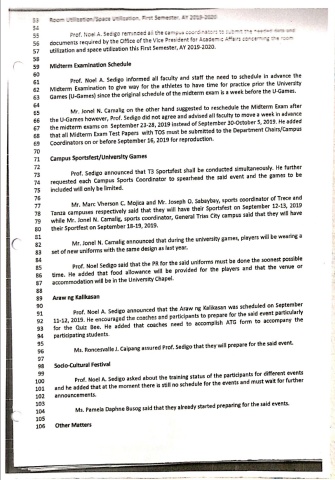 53 Room Utilization/Space Utilization, First Semester, AY 2019-2020
54
55 Prof. Noel A. Sedigo reminded all the campus coordinators to submit the needed data and
56 documents required by the Office of the Vice President for Academic Affairs concerning the room
57 utilization and space utilization this First Semester, AY 2019-2020.
58
59 Midterm Examination Schedule
60
61 Prof. Noel A. Sedigo informed all faculty and staff the need to schedule in advance the
62 Midterm Examination to give way for the athletes to have time for practice prior the University
63 Games (U-Games) since the original schedule of the midterm exam is a week before the U-Games.
64
65 Mr. Jonel N. Camalig on the other hand suggested to reschedule the Midterm Exam after
66 the U-Games however, Prof. Sedigo did not agree and advised all faculty to move a week in advance
67 the midterm exams on September 23-28, 2019 instead of September 30-October 5, 2019. He added
68 that all Midterm Exam Test Papers with TOS must be submitted to the Department Chairs/Campus
69 Coordinators on or before September 16, 2019 for reproduction.
70
71 Campus Sportsfest/University Games
72
73 Prof. Sedigo announced that T3 Sportsfest shall be conducted simultaneously. He further
74 requested each Campus Sports Coordinator to spearhead the said event and the games to be
75 included will only be limited.
76
77 Mr. Marc Vherson C. Mojica and Mr. Joseph O. Sabaybay, sports coordinator of Trece and
78 Tanza campuses respectively said that they will have their Sportsfest on September 12-13, 2019
79 while Mr. Jonel N. Camalig, sports coordinator, General Trias City campus said that they will have
80 their Sportfest on September 18-19, 2019.
81
82 Mr. Jonel N. Camalig announced that during the university games, players will be wearing a
83 set of new uniforms with the same design as last year.
84
85 Prof. Noel Sedigo said that the PR for the said uniforms must be done the soonest possible
86 time. He added that food allowance will be provided for the players and that the venue or
87 accommodation will be in the University Chapel.
88
89 Araw ng Kalikasan
90
91 Prof. Noel A. Sedigo announced that the Araw ng Kalikasan was scheduled on September
92 11-12, 2019. He encouraged the coaches and participants to prepare for the said event particularly
93 for the Quiz Bee. He added that coaches need to accomplish ATG form to accompany the
94 participating students.
95
96 Ms. Roncesvalle J. Caipang assured Prof. Sedigo that they will prepare for the said event.
97
98 Socio-Cultural Festival
99
100 Prof. Noel A. Sedigo asked about the training status of the participants for different events
101 and he added that at the moment there is still no schedule for the events and must wait for further
102 announcements.
103
104 Ms. Pamela Daphne Busog said that they already started preparing for the said events.
105
106 Other Matters